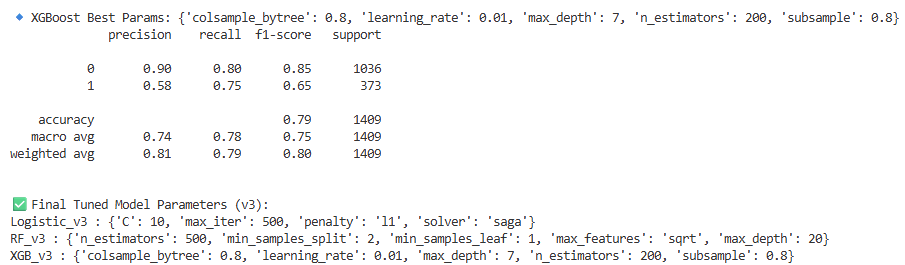 🔹 XGBoost Best Params: {'colsample_bytree': 0.8, 'learning_rate': 0.01, 'max_depth': 7, 'n_estimators': 200, 'subsample': 0.8}
              precision    recall  f1-score   support

           0       0.90      0.80      0.85      1036
           1       0.58      0.75      0.65       373

    accuracy                           0.79      1409
   macro avg       0.74      0.78      0.75      1409
weighted avg       0.81      0.79      0.80      1409

✅ Final Tuned Model Parameters (v3):
Logistic_v3 : {'C': 10, 'max_iter': 500, 'penalty': 'l1', 'solver': 'saga'}
RF_v3 : {'n_estimators': 500, 'min_samples_split': 2, 'min_samples_leaf': 1, 'max_features': 'sqrt', 'max_depth': 20}
XGB_v3 : {'colsample_bytree': 0.8, 'learning_rate': 0.01, 'max_depth': 7, 'n_estimators': 200, 'subsample': 0.8}